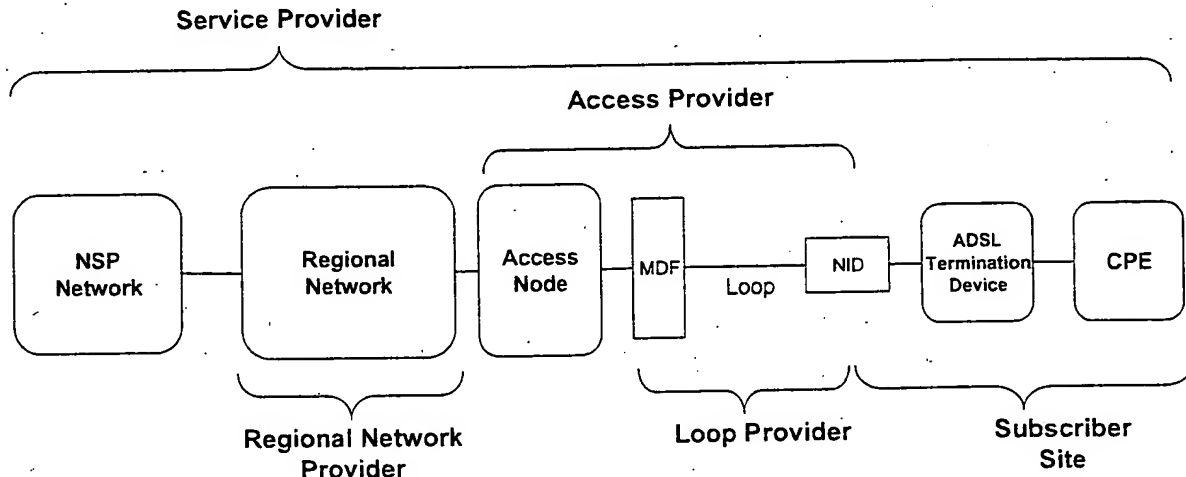 Service Provider
Access Provider
NSP
Network
Regional
Network
Access
Node
MDF
Loop
NID
ADSL
Termination
Device
CPE
Regional Network
Provider
Loop Provider
Subscriber
Site